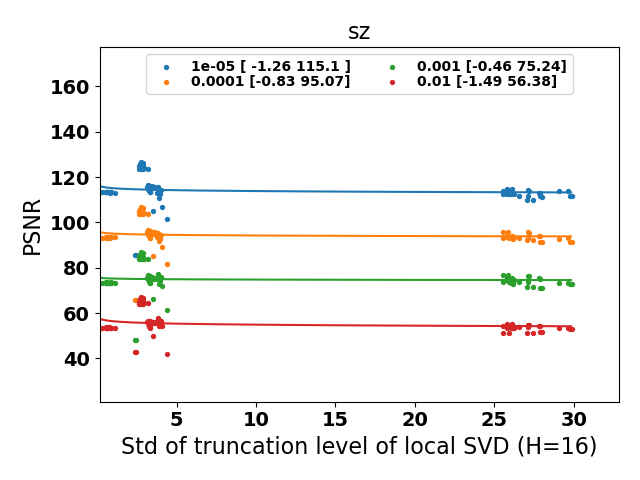 sz
1e-05 [ -1.26 115.1 ]
0.0001 [-0.83 95.07]
0.001 [-0.46 75.24]
0.01 [-1.49 56.38]
PSNR
160
140
120
100
80
60
40
5 10 15 20 25 30
Std of truncation level of local SVD (H=16)